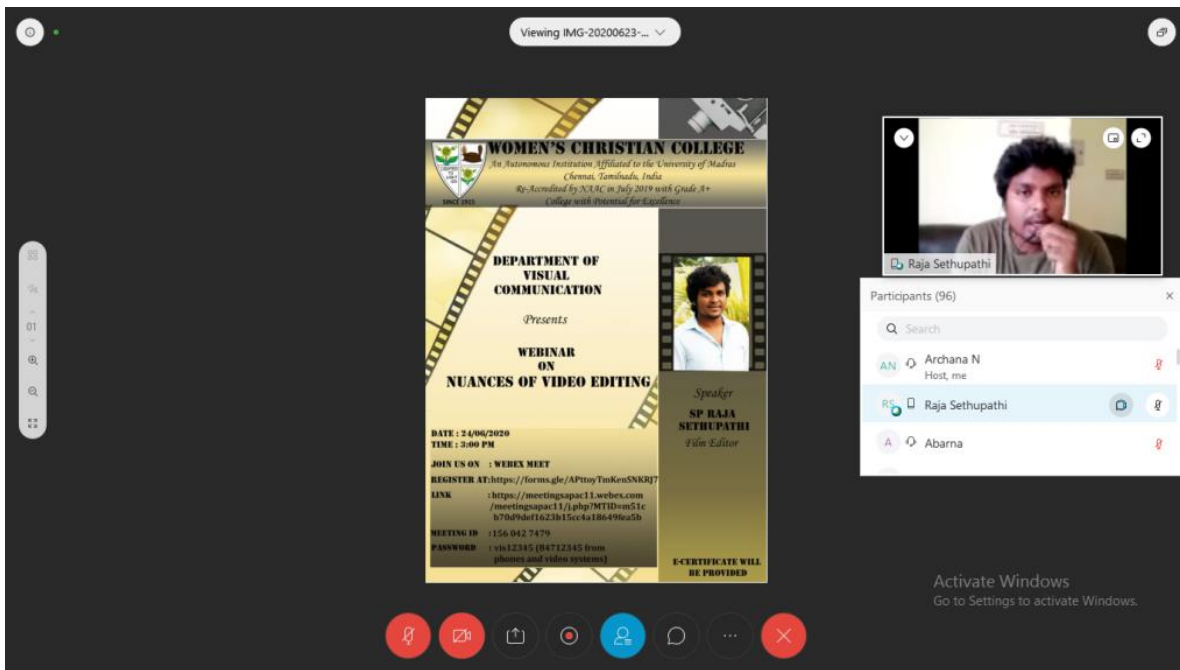 Viewing IMG-20200623-...
WOMEN'S CHRISTIAN COLLEGE
An Autonomous Institution Affiliated to the University of Madras
Chennai, Tamilnadu, India
Re-Accredited by NAAC in July 2019 with Grade A+
College with Potential for Excellence
SINCE 1915
DEPARTMENT OF
VISUAL
COMMUNICATION
Presents
WEBINAR
ON
NUANCES OF VIDEO EDITING
Speaker
SP RAJA
SETHUPATHI
Film Editor
DATE : 24/06/2020
TIME : 3:00 PM
JOIN US ON : WEBEX MEET
REGISTER AT:https://forms.gle/APttoyTmKenSNKRJ7
LINK :https://meetingsapac11.webex.com
/meetingsapac11/j.php?MTID=m51c
b70d9def1623b15cc4a18649fea5b
MEETING ID :156 042 7479
PASSWORD : vis12345 (84712345 from
phones and video systems)
E-CERTIFICATE WILL
BE PROVIDED
01
Raja Sethupathi
Participants (96)
Search
AN Archana N
Host, me
RS Raja Sethupathi
A Abarna
Activate Windows
Go to Settings to activate Windows.